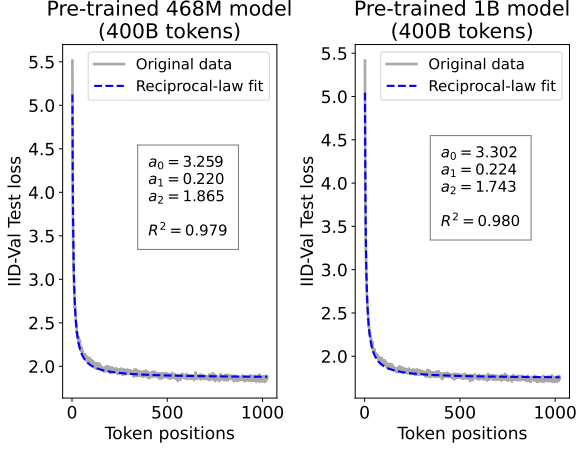 Pre-trained 468M model
(400B tokens)
IID-Val Test loss
5.5
5.0
4.5
4.0
3.5
3.0
2.5
2.0
Original data
Reciprocal-law fit
a₀ = 3.259
a₁ = 0.220
a₂ = 1.865
R² = 0.979
0 500 1000
Token positions
Pre-trained 1B model
(400B tokens)
IID-Val Test loss
5.5
5.0
4.5
4.0
3.5
3.0
2.5
2.0
Original data
Reciprocal-law fit
a₀ = 3.302
a₁ = 0.224
a₂ = 1.743
R² = 0.980
0 500 1000
Token positions